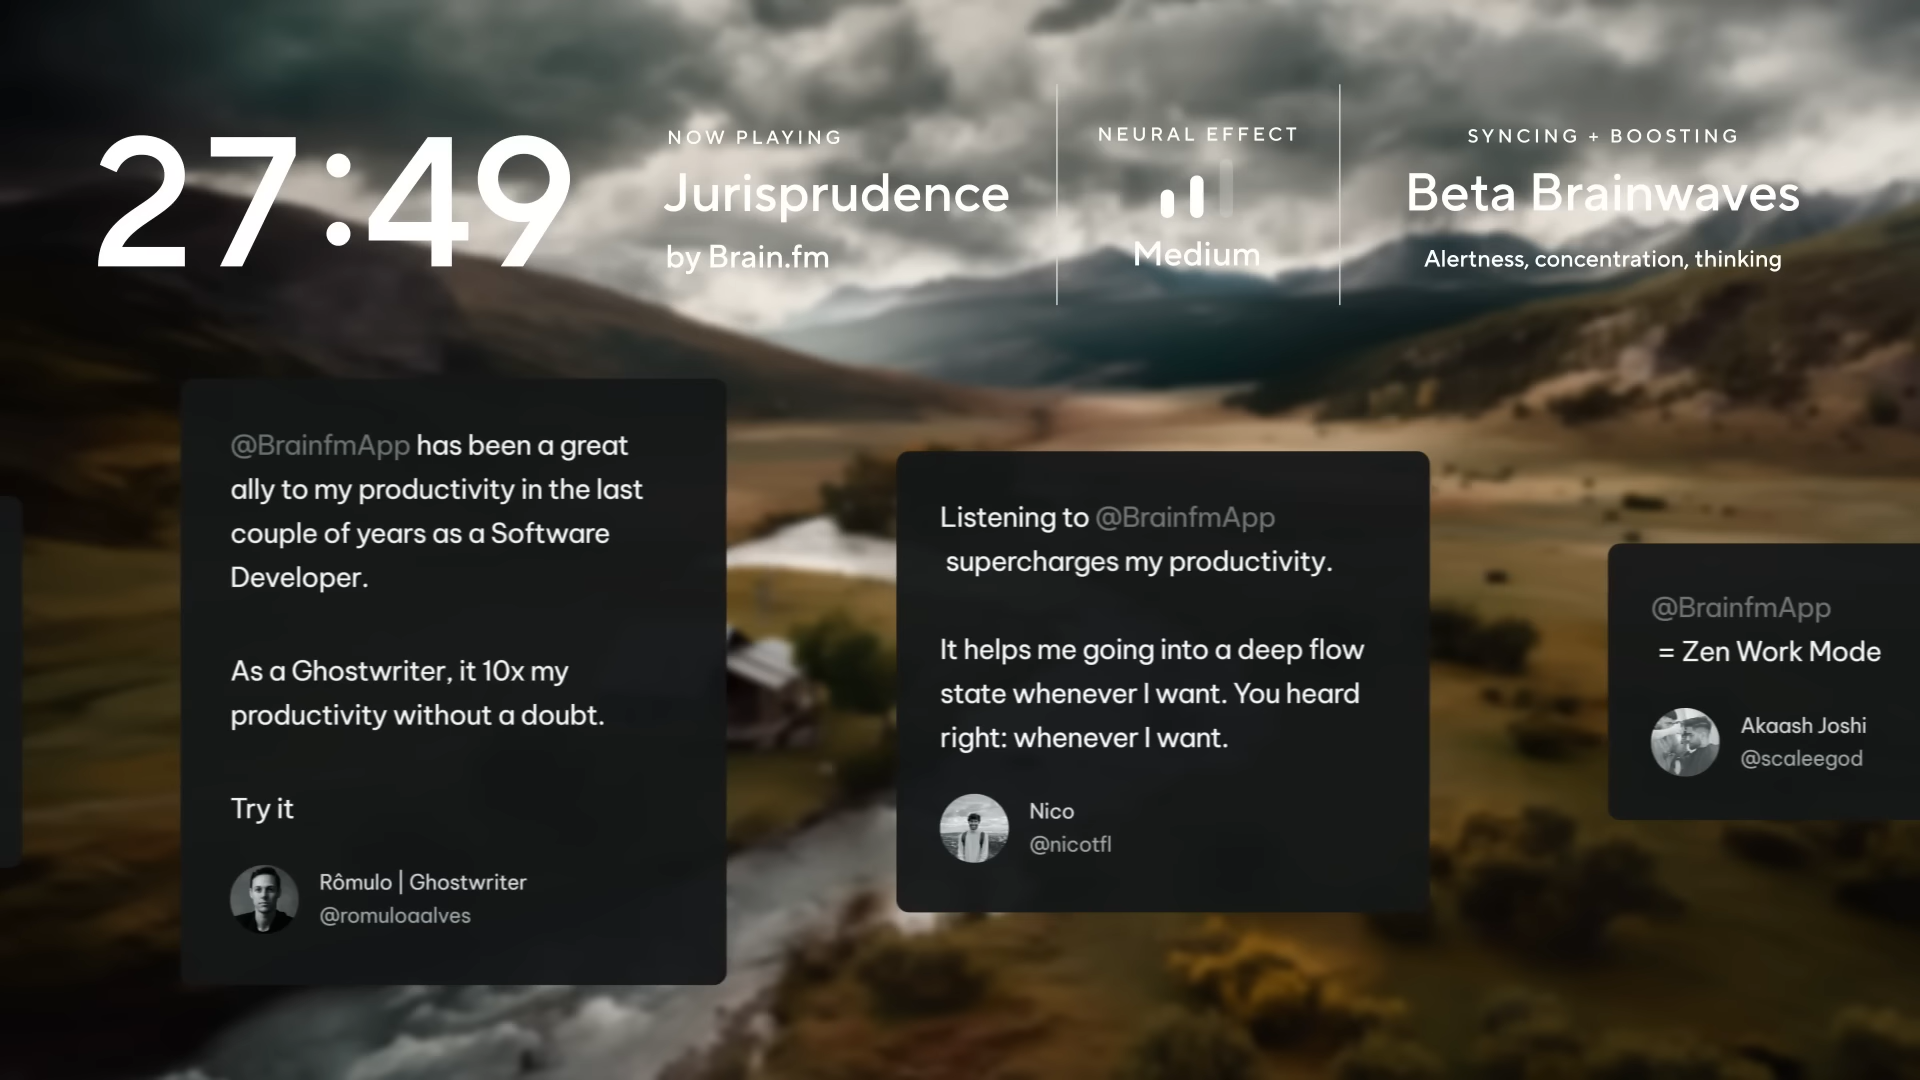 27:49
NOW PLAYING
Jurisprudence
by Brain.fm
NEURAL EFFECT
Medium
SYNCING + BOOSTING
Beta Brainwaves
Alertness, concentration, thinking
@BrainfmApp has been a great
ally to my productivity in the last
couple of years as a Software
Developer.
As a Ghostwriter, it 10x my
productivity without a doubt.
Try it
Rômulo | Ghostwriter
@romuloaalves
Listening to @BrainfmApp
supercharges my productivity.
It helps me going into a deep flow
state whenever I want. You heard
right: whenever I want.
Nico
@nicotfl
@BrainfmApp
= Zen Work Mode
Akaash Joshi
@scaleegod